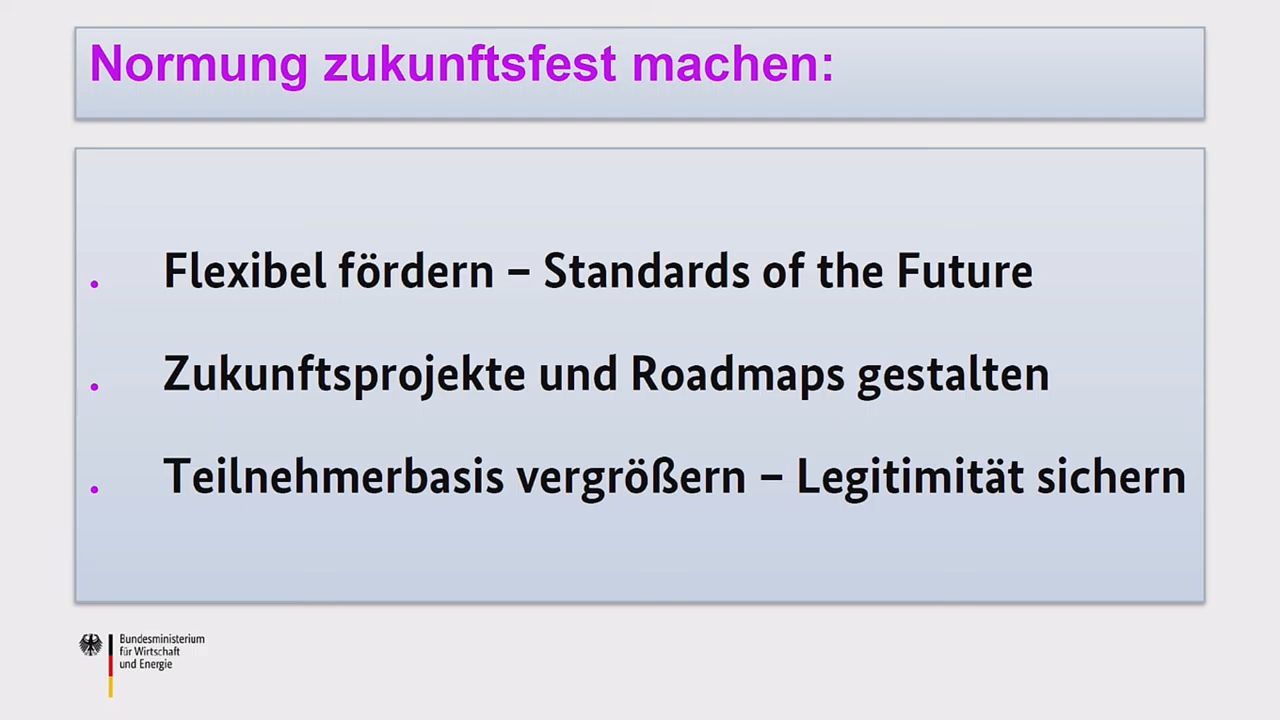 Normung zukunftsfest machen:
. Flexibel fördern – Standards of the Future
. Zukunftsprojekte und Roadmaps gestalten
. Teilnehmerbasis vergrößern – Legitimität sichern
Bundesministerium
für Wirtschaft
und Energie